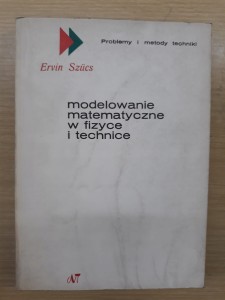 Problemy i metody techniki
Ervin Szücs
modelowanie
matematyczne
w fizyce
i technice